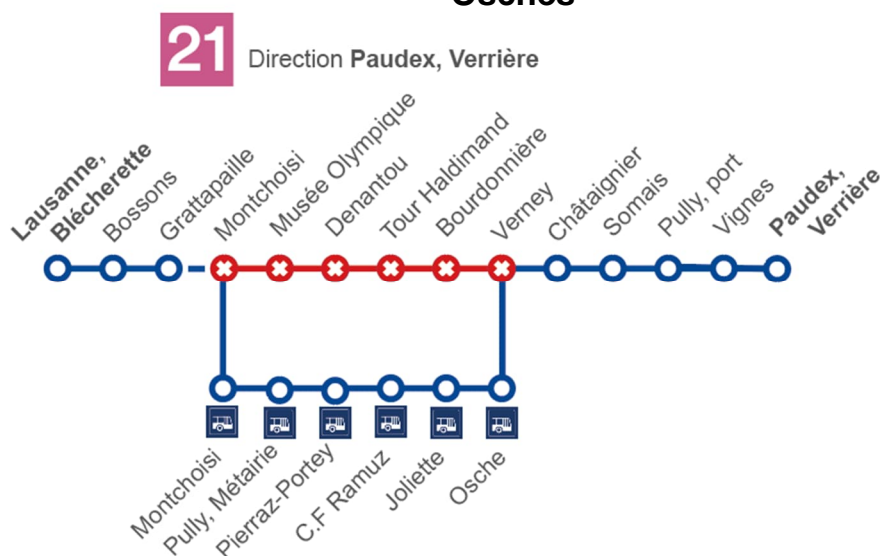 Osches
21
Direction Paudex, Verrière
Lausanne,
Blécherette
Bossons
Grattapaille
Montchoisi
Musée Olympique
Denantou
Tour Haldimand
Bourdonnière
Verney
Châtaignier
Somais
Pully, port
Vignes
Paudex,
Verrière
Montchoisi
Pully, Métairie
Pierraz-Portey
C.F Ramuz
Joliette
Osche